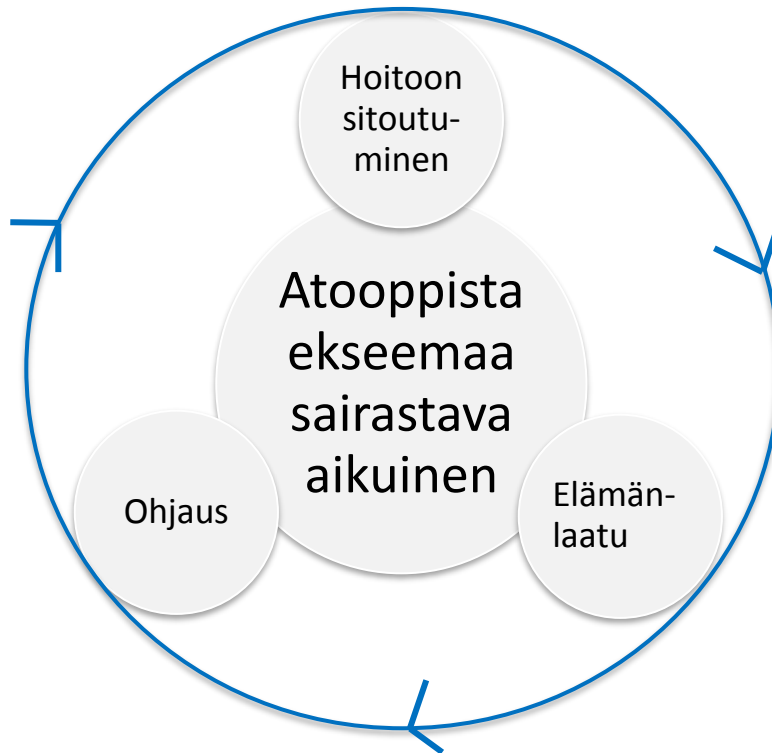 Hoitoon
sitoutu-
minen
Atooppista
ekseemaa
sairastava
aikuinen
Ohjaus
Elämän-
laatu